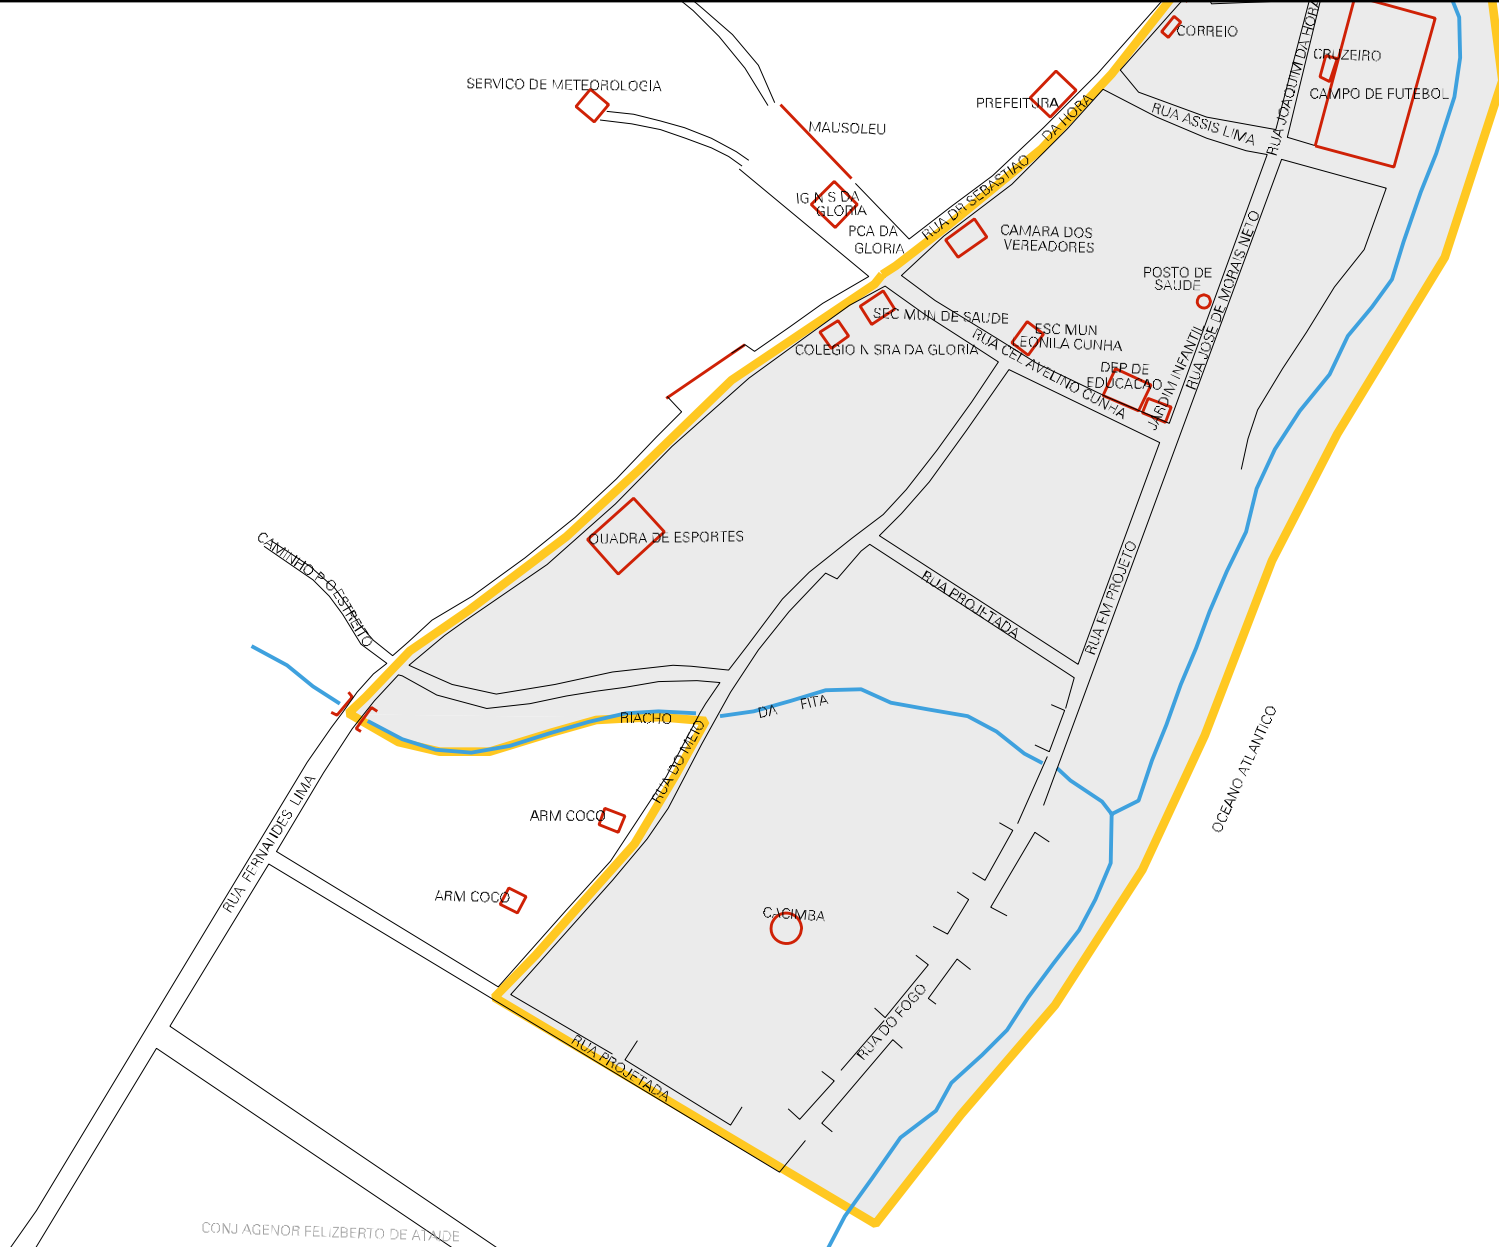 CORREIO
CRUZEIRO
CAMPO DE FUTEBOL
RUA JOAQUIM DA HORA
SERVICO DE METEOROLOGIA
PREFEITURA
RUA ASSIS LIMA
MAUSOLEU
RUA DR SEBASTIAO DA HORA
IG N S DA
GLORIA
PCA DA
GLORIA
CAMARA DOS
VEREADORES
POSTO DE
SAUDE
RUA JOSE DE MORAIS NETO
SEC MUN DE SAUDE
ESC MUN
EONILA CUNHA
COLEGIO N SRA DA GLORIA
RUA CEL AVELINO CUNHA
DEP DE
EDUCACAO
JARDIM INFANTIL
QUADRA DE ESPORTES
CAMINHO P O ESTREITO
RUA PROJETADA
RUA EM PROJETO
RIACHO DA FITA
RUA DO MEIO
OCEANO ATLANTICO
RUA FERNANDES LIMA
ARM COCO
ARM COCO
CACIMBA
RUA DO FOGO
RUA PROJETADA
CONJ AGENOR FELIZBERTO DE ATAIDE